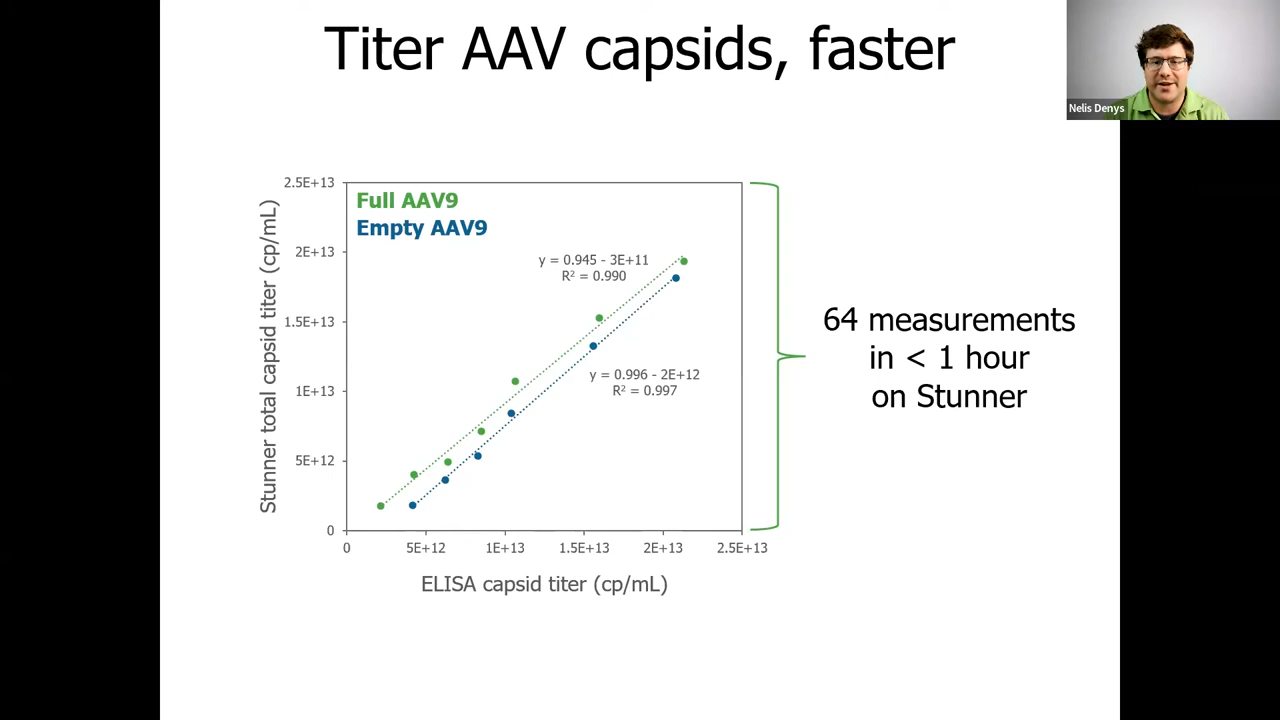 Titer AAV capsids, faster
Nelis Denys
Stunner total capsid titer (cp/mL)
2.5E+13
2E+13
1.5E+13
1E+13
5E+12
0
Full AAV9
Empty AAV9
y = 0.945 - 3E+11
R² = 0.990
y = 0.996 - 2E+12
R² = 0.997
0 5E+12 1E+13 1.5E+13 2E+13 2.5E+13
ELISA capsid titer (cp/mL)
64 measurements
in < 1 hour
on Stunner